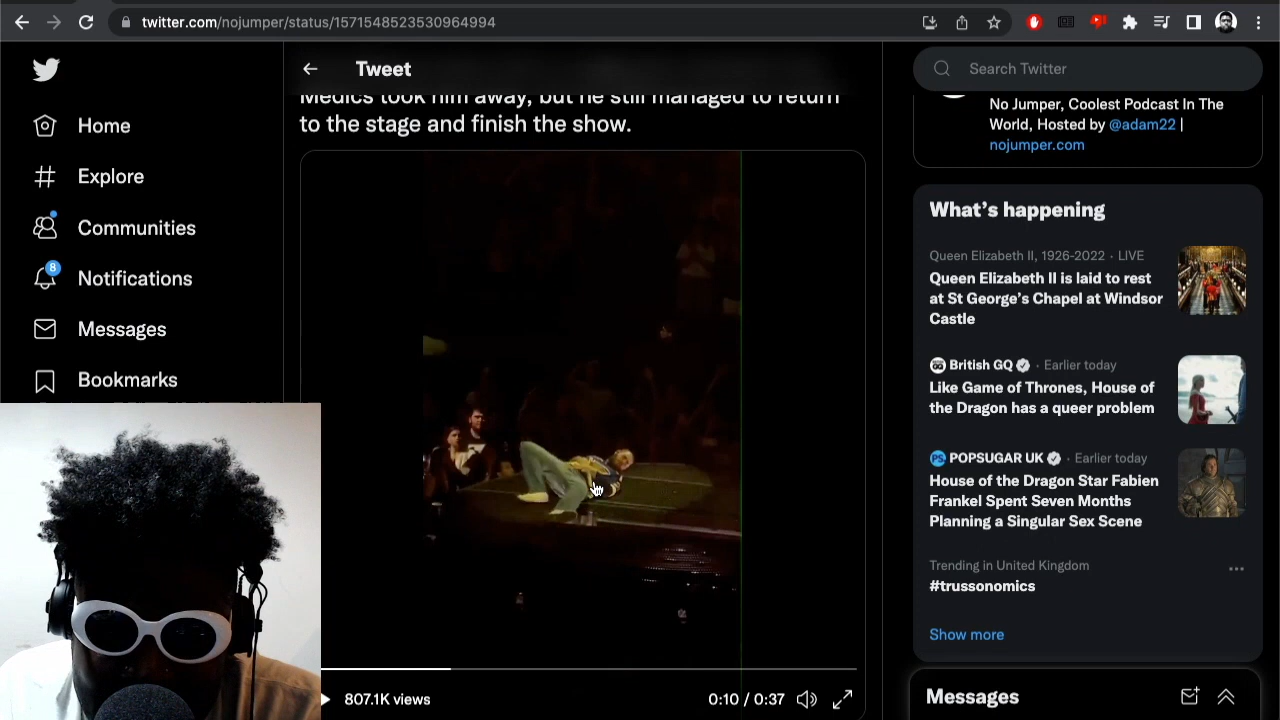 twitter.com/nojumper/status/1571548523530964994
Home
Explore
Communities
8
Notifications
Messages
Bookmarks
Tweet
Medics took him away, but he still managed to return
to the stage and finish the show.
807.1K views
0:10 / 0:37
Search Twitter
No Jumper, Coolest Podcast In The
World, Hosted by @adam22 |
nojumper.com
What's happening
Queen Elizabeth II, 1926-2022 · LIVE
Queen Elizabeth II is laid to rest
at St George's Chapel at Windsor
Castle
British GQ · Earlier today
Like Game of Thrones, House of
the Dragon has a queer problem
PS POPSUGAR UK · Earlier today
House of the Dragon Star Fabien
Frankel Spent Seven Months
Planning a Singular Sex Scene
Trending in United Kingdom
#trussonomics
Show more
Messages